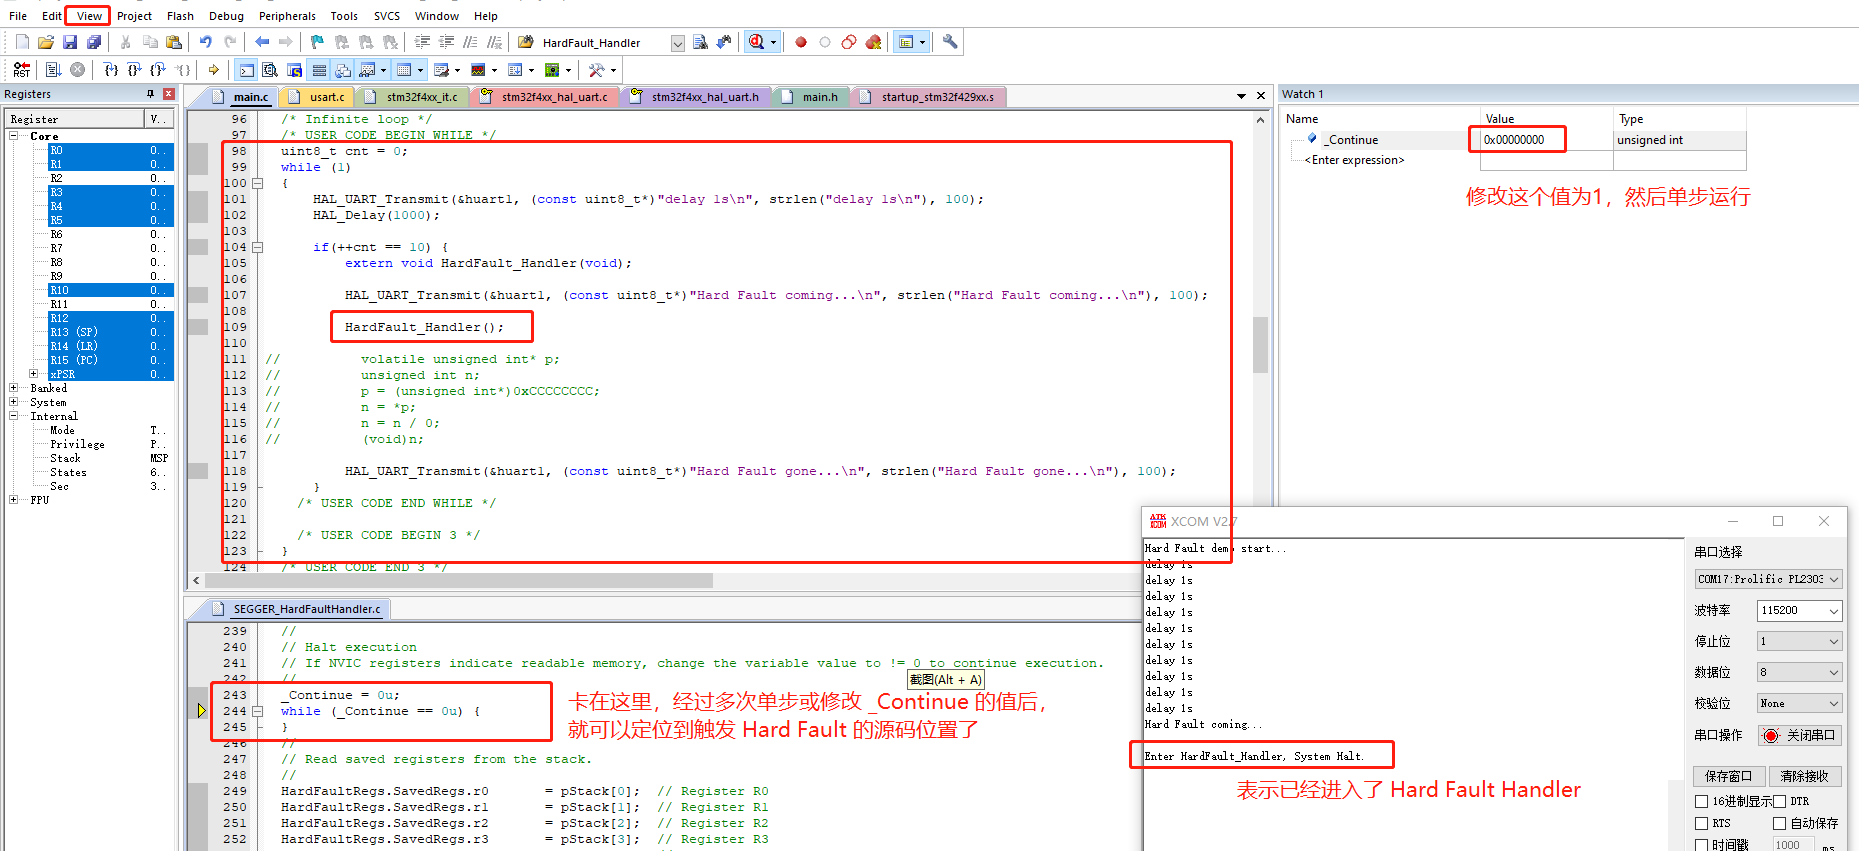 File Edit View Project Flash Debug Peripherals Tools SVCS Window Help
HardFault_Handler
RST
Registers
Register V..
Core
R0 0..
R1 0..
R2 0..
R3 0..
R4 0..
R5 0..
R6 0..
R7 0..
R8 0..
R9 0..
R10 0..
R11 0..
R12 0..
R13 (SP) 0..
R14 (LR) 0..
R15 (PC) 0..
xPSR 0..
Banked
System
Internal
Mode T..
Privilege P..
Stack MSP
States 6..
Sec 3..
FPU
main.c usart.c stm32f4xx_it.c stm32f4xx_hal_uart.c stm32f4xx_hal_uart.h main.h startup_stm32f429xx.s
96 /* Infinite loop */
97 /* USER CODE BEGIN WHILE */
98 uint8_t cnt = 0;
99 while (1)
100 {
101 HAL_UART_Transmit(&huart1, (const uint8_t*)"delay 1s\n", strlen("delay 1s\n"), 100);
102 HAL_Delay(1000);
103
104 if(++cnt == 10) {
105 extern void HardFault_Handler(void);
106
107 HAL_UART_Transmit(&huart1, (const uint8_t*)"Hard Fault coming...\n", strlen("Hard Fault coming...\n"), 100);
108
109 HardFault_Handler();
110
111 // volatile unsigned int* p;
112 // unsigned int n;
113 // p = (unsigned int*)0xCCCCCCCC;
114 // n = *p;
115 // n = n / 0;
116 // (void)n;
117
118 HAL_UART_Transmit(&huart1, (const uint8_t*)"Hard Fault gone...\n", strlen("Hard Fault gone...\n"), 100);
119 }
120 /* USER CODE END WHILE */
121
122 /* USER CODE BEGIN 3 */
123 }
124 /* USER CODE END 3 */
SEGGER_HardFaultHandler.c
239 //
240 // Halt execution
241 // If NVIC registers indicate readable memory, change the variable value to != 0 to continue execution.
242 //
243 _Continue = 0u;
244 while (_Continue == 0u) {
245 }
246 //
247 // Read saved registers from the stack.
248 //
249 HardFaultRegs.SavedRegs.r0 = pStack[0]; // Register R0
250 HardFaultRegs.SavedRegs.r1 = pStack[1]; // Register R1
251 HardFaultRegs.SavedRegs.r2 = pStack[2]; // Register R2
252 HardFaultRegs.SavedRegs.r3 = pStack[3]; // Register R3
截图(Alt + A)
卡在这里，经过多次单步或修改 _Continue 的值后，
就可以定位到触发 Hard Fault 的源码位置了
Watch 1
Name Value Type
_Continue 0x00000000 unsigned int
<Enter expression>
修改这个值为1，然后单步运行
ATK XCOM XCOM V2.7
Hard Fault demo start...
delay 1s
delay 1s
delay 1s
delay 1s
delay 1s
delay 1s
delay 1s
delay 1s
delay 1s
delay 1s
Hard Fault coming...
Enter HardFault_Handler, System Halt.
表示已经进入了 Hard Fault Handler
串口选择
COM17:Prolific PL2303
波特率 115200
停止位 1
数据位 8
校验位 None
串口操作 关闭串口
保存窗口 清除接收
16进制显示 DTR
RTS 自动保存
时间戳 1000 ms